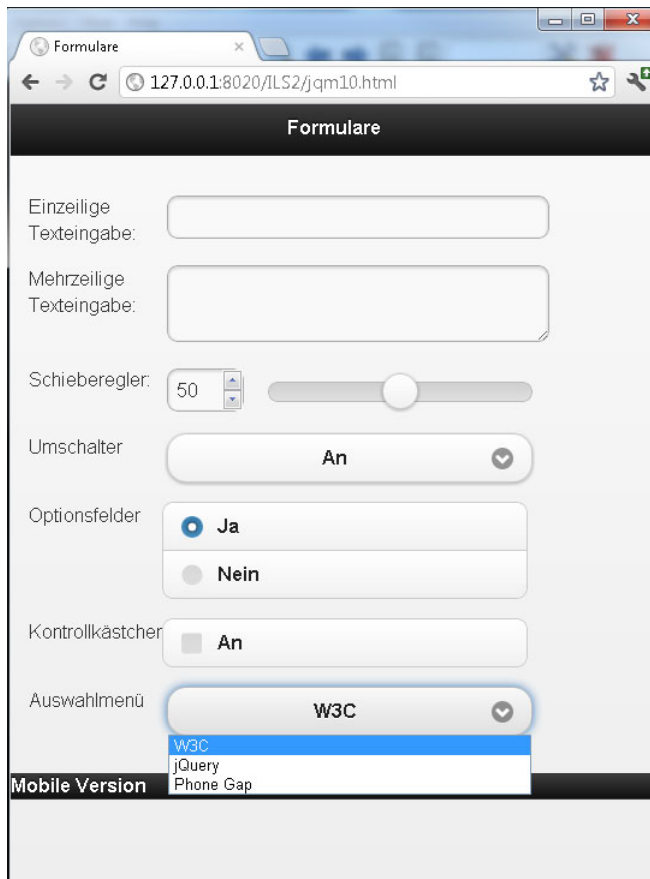 Formulare
127.0.0.1:8020/ILS2/jqm10.html
Formulare
Einzeilige
Texteingabe:
Mehrzeilige
Texteingabe:
Schieberegler:
50
Umschalter
An
Optionsfelder
Ja
Nein
Kontrollkästchen
An
Auswahlmenü
W3C
W3C
jQuery
Phone Gap
Mobile Version